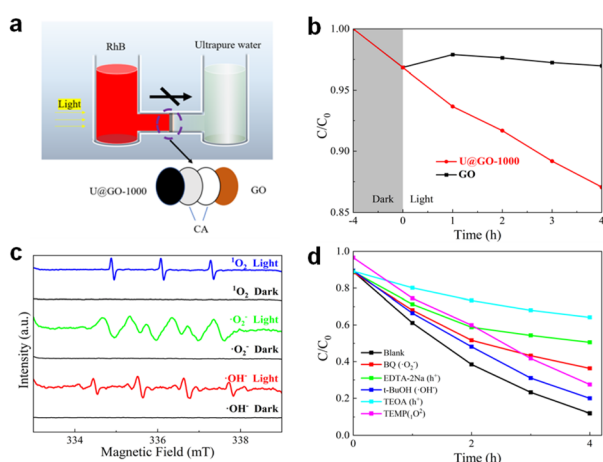 a
RhB
Ultrapure water
Light
U@GO-1000
GO
CA
b
C/C0
1.00
0.95
0.90
0.85
U@GO-1000
GO
Dark
Light
-4 0 1 2 3 4
Time (h)
c
Intensity (a.u.)
¹O₂ Light
¹O₂ Dark
·O₂⁻ Light
·O₂⁻ Dark
·OH⁻ Light
·OH⁻ Dark
334 336 338
Magnetic Field (mT)
d
C/C₀
1.0
0.8
0.6
0.4
0.2
0.0
Blank
BQ (·O₂⁻)
EDTA-2Na (h⁺)
t-BuOH (·OH⁻)
TEOA (h⁺)
TEMP(₁O²)
0 2 4
Time (h)